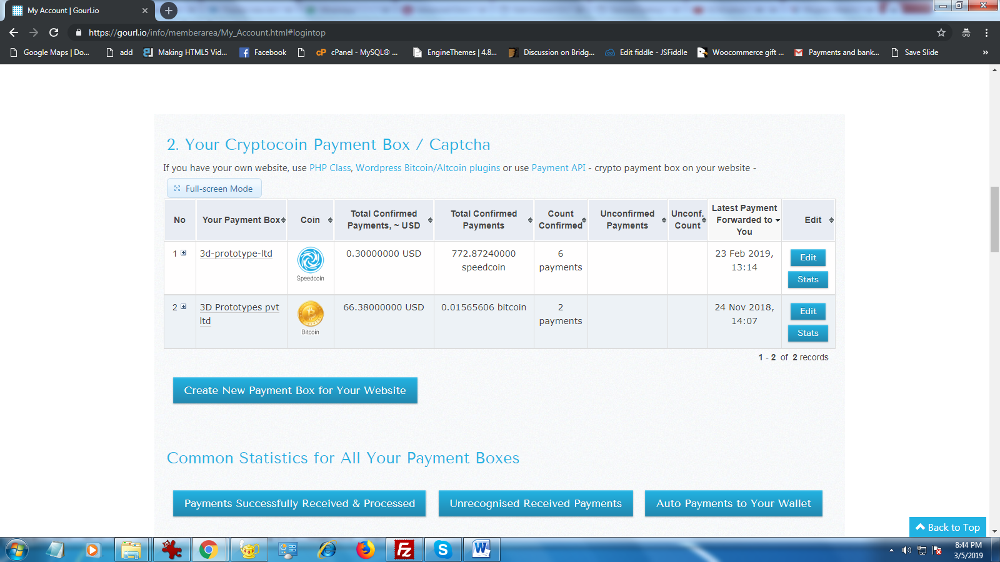 My Account | Gourl.io
https://gourl.io/info/memberarea/My_Account.html#logintop
Google Maps | Do...
add
Making HTML5 Vid...
Facebook
cPanel - MySQL® ...
EngineThemes | 4.8...
Discussion on Bridg...
Edit fiddle - JSFiddle
Woocommerce gift ...
Payments and bank...
Save Slide
»
2. Your Cryptocoin Payment Box / Captcha
If you have your own website, use PHP Class, Wordpress Bitcoin/Altcoin plugins or use Payment API - crypto payment box on your website -
Full-screen Mode
No
Your Payment Box
Coin
Total Confirmed
Payments, ~ USD
Total Confirmed
Payments
Count
Confirmed
Unconfirmed
Payments
Unconf.
Count
Latest Payment
Forwarded to
You
Edit
1
3d-prototype-ltd
Speedcoin
0.30000000 USD
772.87240000
speedcoin
6
payments
23 Feb 2019,
13:14
Edit
Stats
2
3D Prototypes pvt
ltd
Bitcoin
66.38000000 USD
0.01565606 bitcoin
2
payments
24 Nov 2018,
14:07
Edit
Stats
1 - 2 of 2 records
Create New Payment Box for Your Website
Common Statistics for All Your Payment Boxes
Payments Successfully Received & Processed
Unrecognised Received Payments
Auto Payments to Your Wallet
Back to Top
8:44 PM
3/5/2019